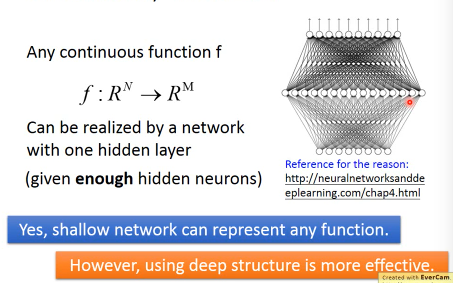 Any continuous function f
f : R^N → R^M
Can be realized by a network
with one hidden layer
(given enough hidden neurons)
Reference for the reason:
http://neuralnetworksandde
eplearning.com/chap4.html
Yes, shallow network can represent any function.
However, using deep structure is more effective.
Created with EverCam.